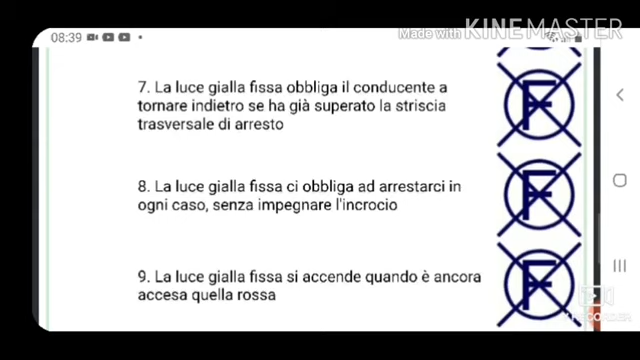 Made with KINEMASTER
08:39
7. La luce gialla fissa obbliga il conducente a
tornare indietro se ha già superato la striscia
trasversale di arresto
F
8. La luce gialla fissa ci obbliga ad arrestarci in
ogni caso, senza impegnare l'incrocio
F
9. La luce gialla fissa si accende quando è ancora
accesa quella rossa
F